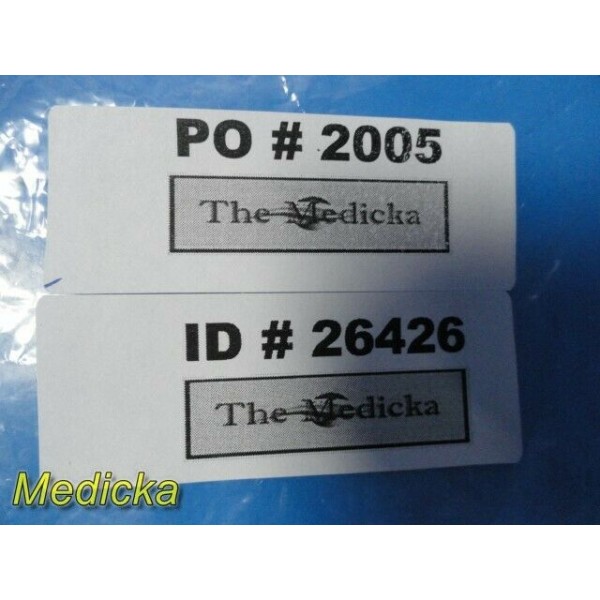 PO # 2005
The Medicka
ID # 26426
The Medicka
Medicka